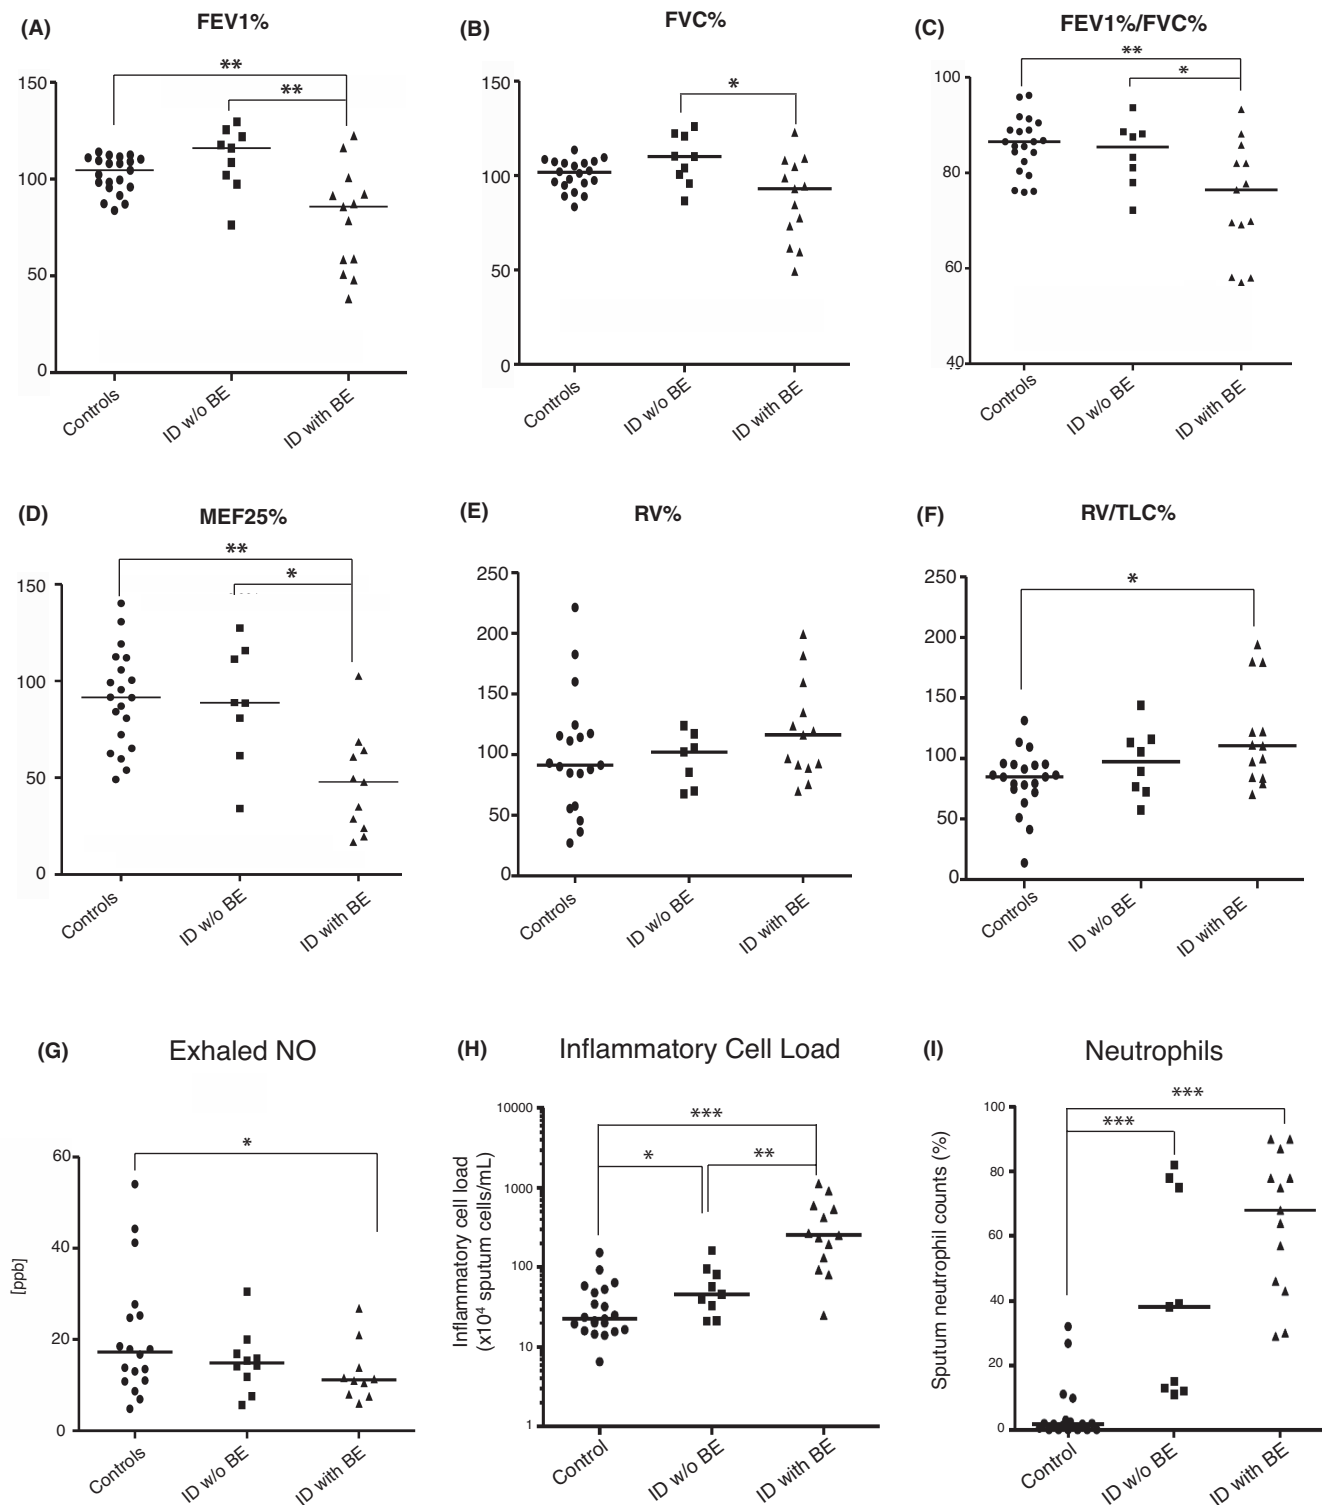 (A) FEV1%
**
**
150
100
50
0
Controls
ID w/o BE
ID with BE
(B) FVC%
*
150
100
50
0
Controls
ID w/o BE
ID with BE
(C) FEV1%/FVC%
**
*
100
80
60
40
Controls
ID w/o BE
ID with BE
(D) MEF25%
**
*
150
100
50
0
Controls
ID w/o BE
ID with BE
(E) RV%
250
200
150
100
50
0
Controls
ID w/o BE
ID with BE
(F) RV/TLC%
*
250
200
150
100
50
0
Controls
ID w/o BE
ID with BE
(G) Exhaled NO
*
[ppb]
60
40
20
0
Controls
ID w/o BE
ID with BE
(H) Inflammatory Cell Load
***
*
**
Inflammatory cell load
(x10⁴ sputum cells/mL)
10000
1000
100
10
1
Control
ID w/o BE
ID with BE
(I) Neutrophils
***
***
Sputum neutrophil counts (%)
100
80
60
40
20
0
Control
ID w/o BE
ID with BE